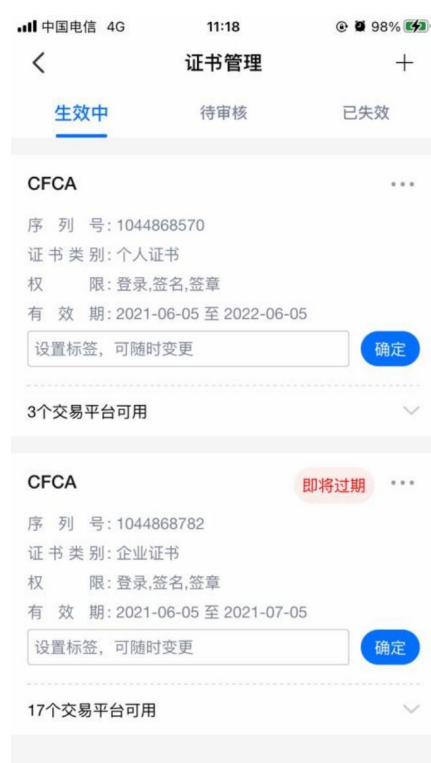 中国电信 4G 11:18 98%
证书管理
生效中 待审核 已失效
CFCA
序列号:1044868570
证书类别:个人证书
权限:登录,签名,签章
有效期:2021-06-05 至 2022-06-05
设置标签，可随时变更 确定
3个交易平台可用
CFCA 即将过期
序列号:1044868782
证书类别:企业证书
权限:登录,签名,签章
有效期:2021-06-05 至 2021-07-05
设置标签，可随时变更 确定
17个交易平台可用